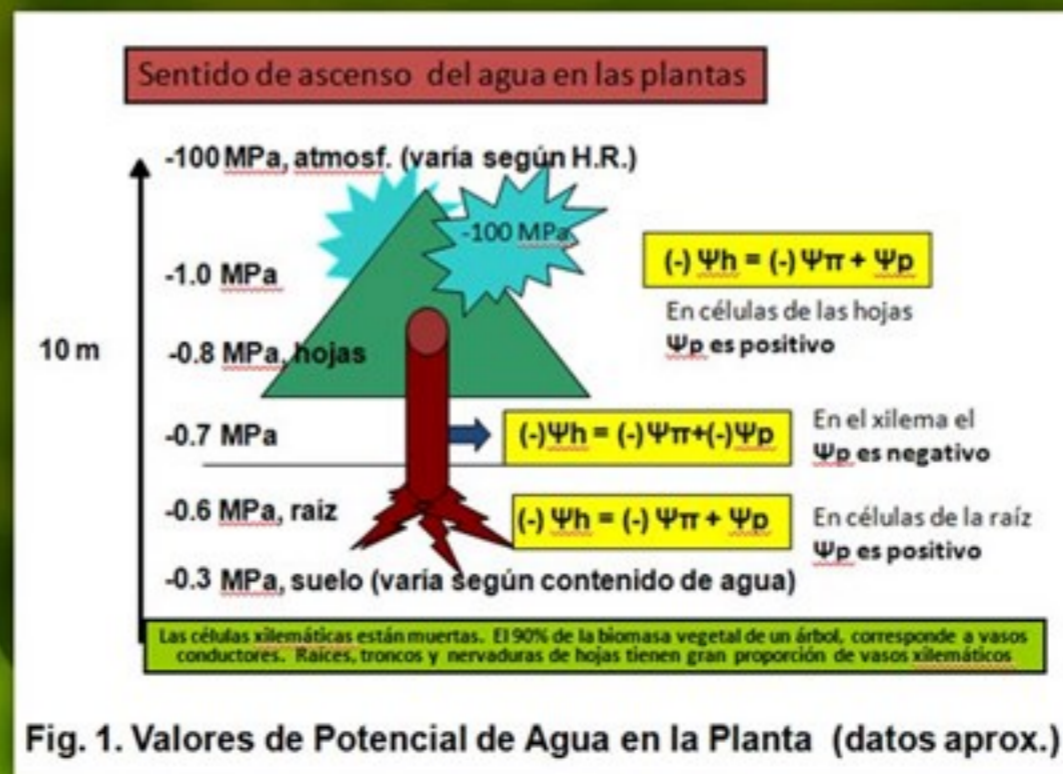 Sentido de ascenso del agua en las plantas
-100 MPa, atmosf. (varía según H.R.)
-100 MPa
-1.0 MPa
(-) Ψh = (-) Ψπ + Ψp
En células de las hojas
Ψp es positivo
10 m
-0.8 MPa, hojas
-0.7 MPa
(-)Ψh = (-)Ψπ+(-)Ψp
En el xilema el
Ψp es negativo
-0.6 MPa, raíz
(-) Ψh = (-) Ψπ + Ψp
En células de la raíz
Ψp es positivo
-0.3 MPa, suelo (varía según contenido de agua)
Las células xilemáticas están muertas. El 90% de la biomasa vegetal de un árbol, corresponde a vasos
conductores. Raíces, troncos y nervaduras de hojas tienen gran proporción de vasos xilemáticos
Fig. 1. Valores de Potencial de Agua en la Planta (datos aprox.)